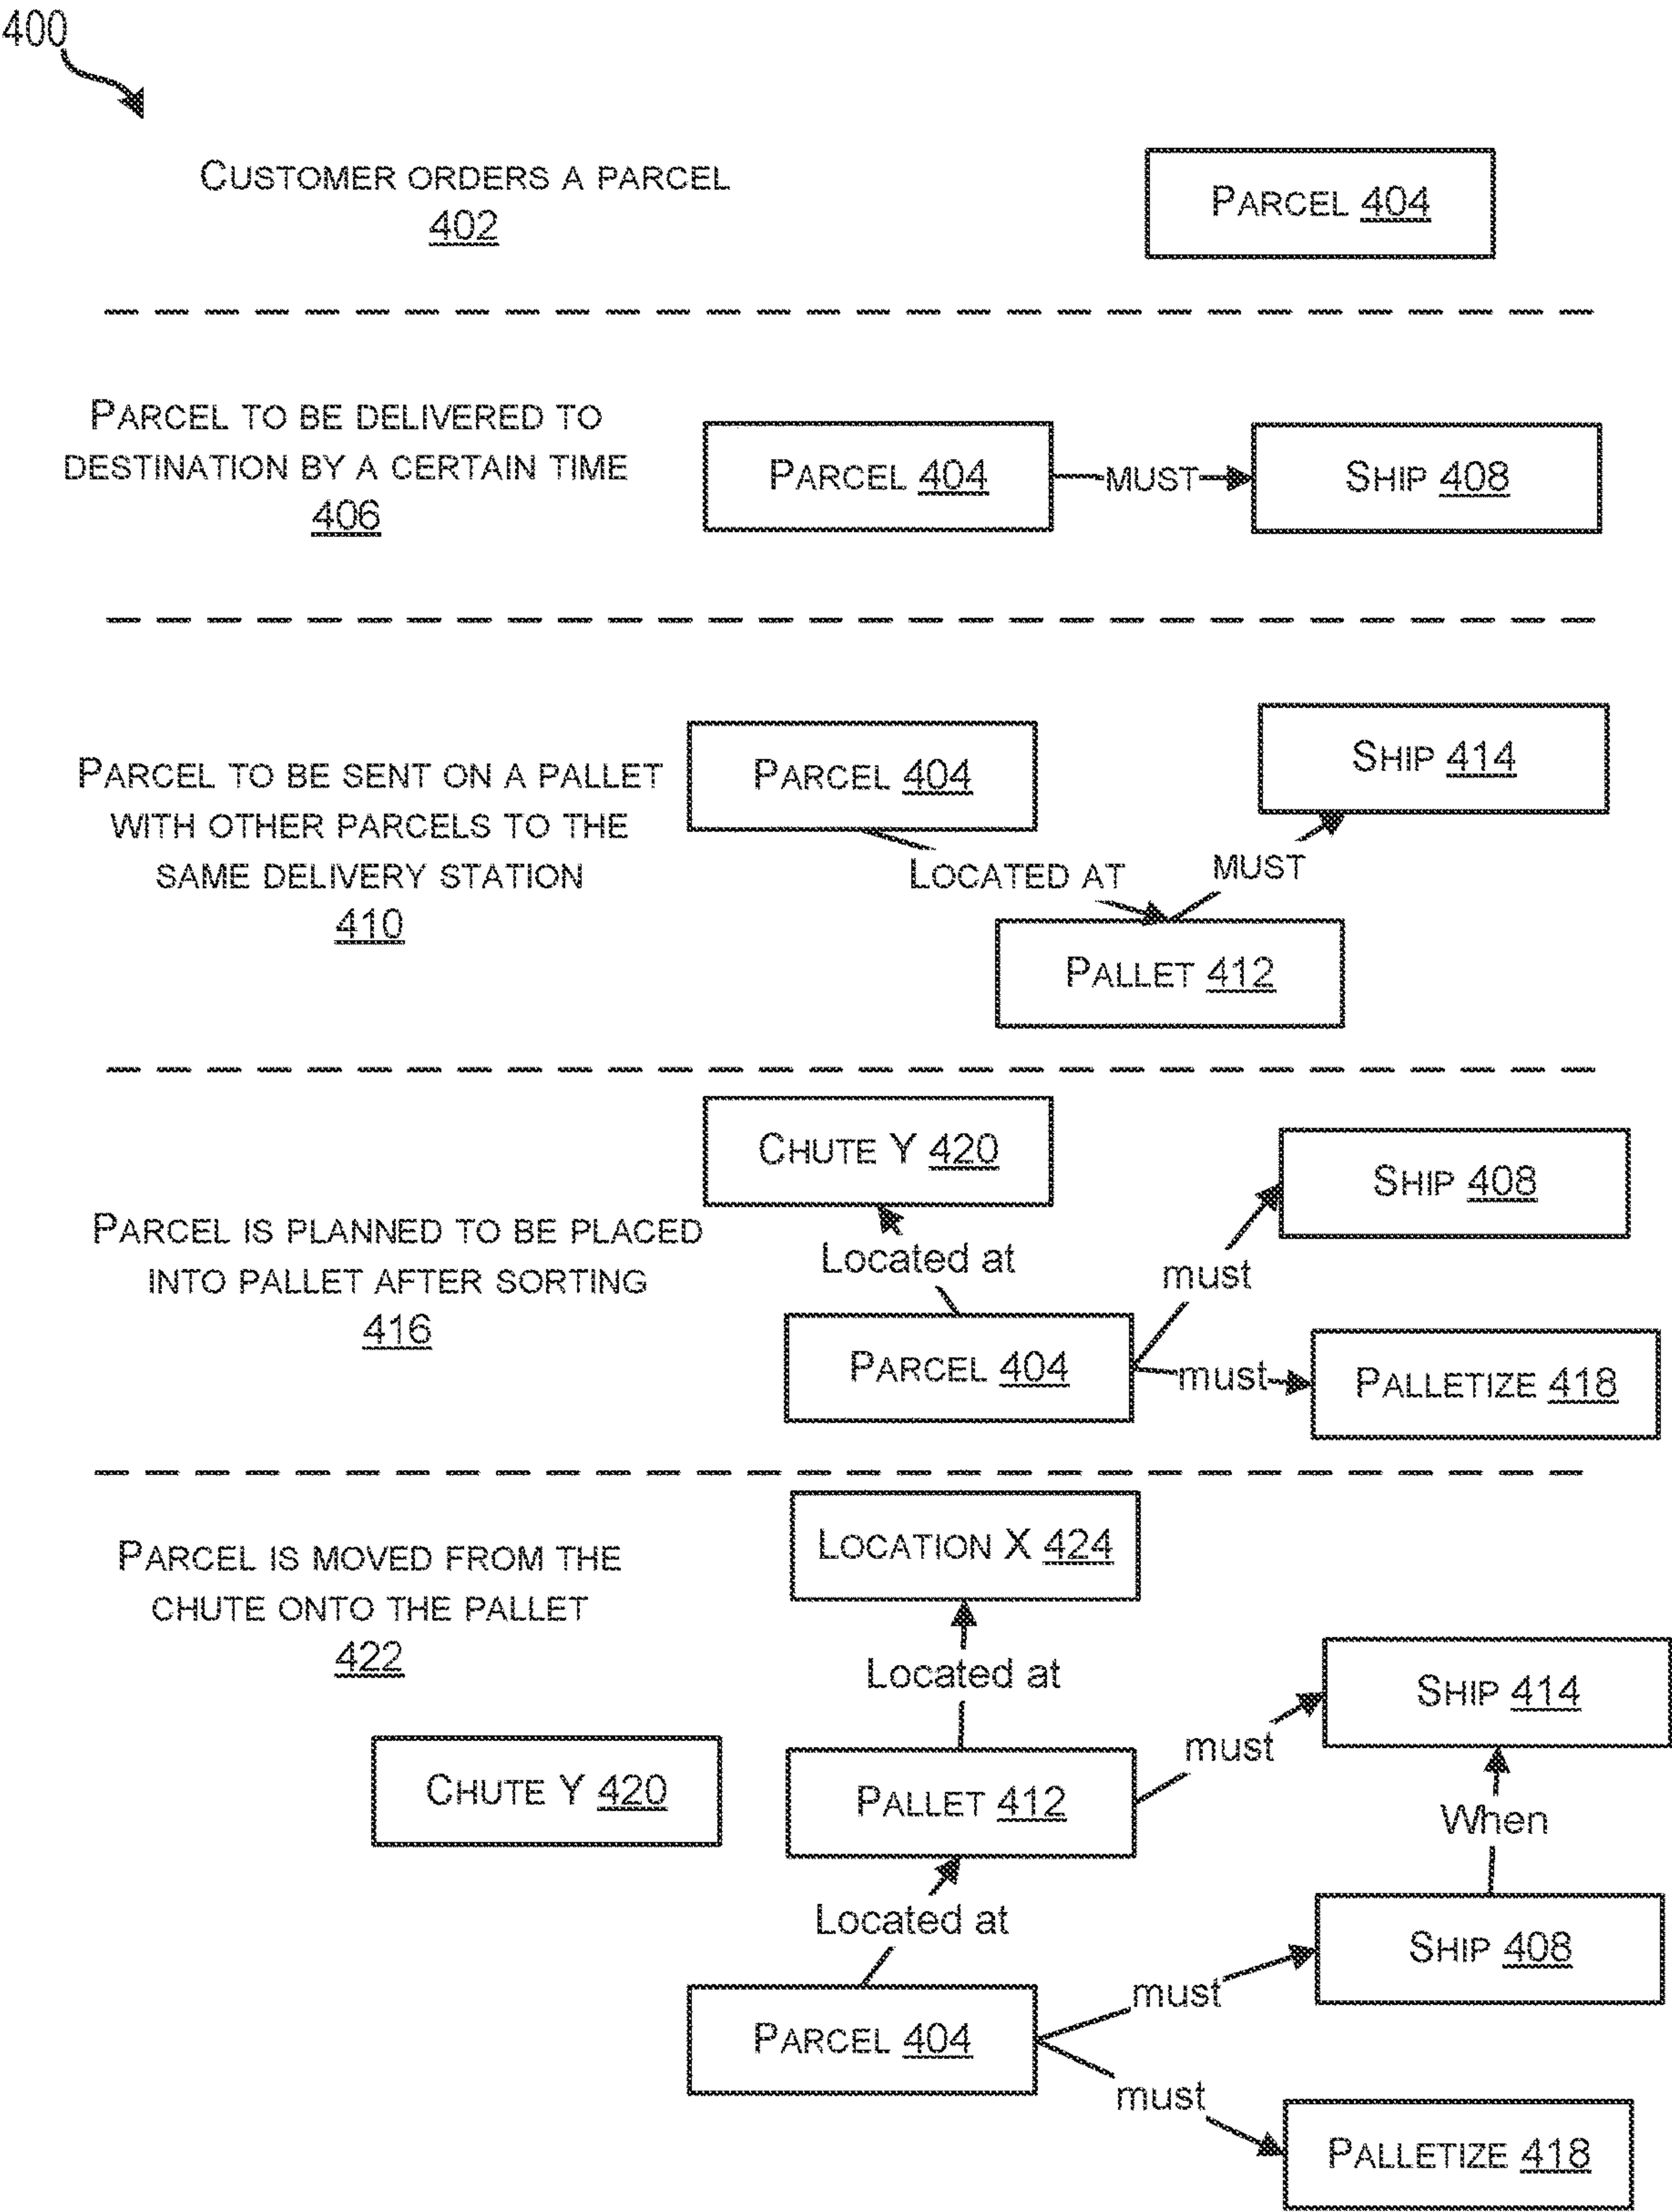 400
CUSTOMER ORDERS A PARCEL
402
PARCEL 404
PARCEL TO BE DELIVERED TO
DESTINATION BY A CERTAIN TIME
406
PARCEL 404
MUST
SHIP 408
PARCEL TO BE SENT ON A PALLET
WITH OTHER PARCELS TO THE
SAME DELIVERY STATION
410
PARCEL 404
SHIP 414
LOCATED AT
MUST
PALLET 412
PARCEL IS PLANNED TO BE PLACED
INTO PALLET AFTER SORTING
416
CHUTE Y 420
SHIP 408
Located at
must
PARCEL 404
must
PALLETIZE 418
PARCEL IS MOVED FROM THE
CHUTE ONTO THE PALLET
422
LOCATION X 424
Located at
SHIP 414
must
CHUTE Y 420
PALLET 412
When
Located at
SHIP 408
must
PARCEL 404
must
PALLETIZE 418